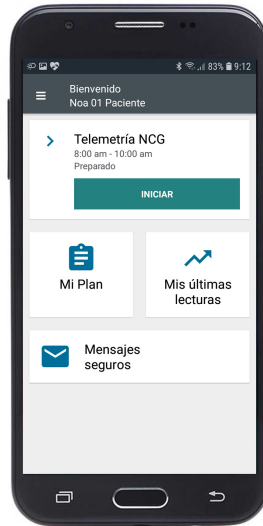 83% 9:12
Bienvenido
Noa 01 Paciente
Telemetría NCG
8:00 am - 10:00 am
Preparado
INICIAR
Mi Plan
Mis últimas
lecturas
Mensajes
seguros